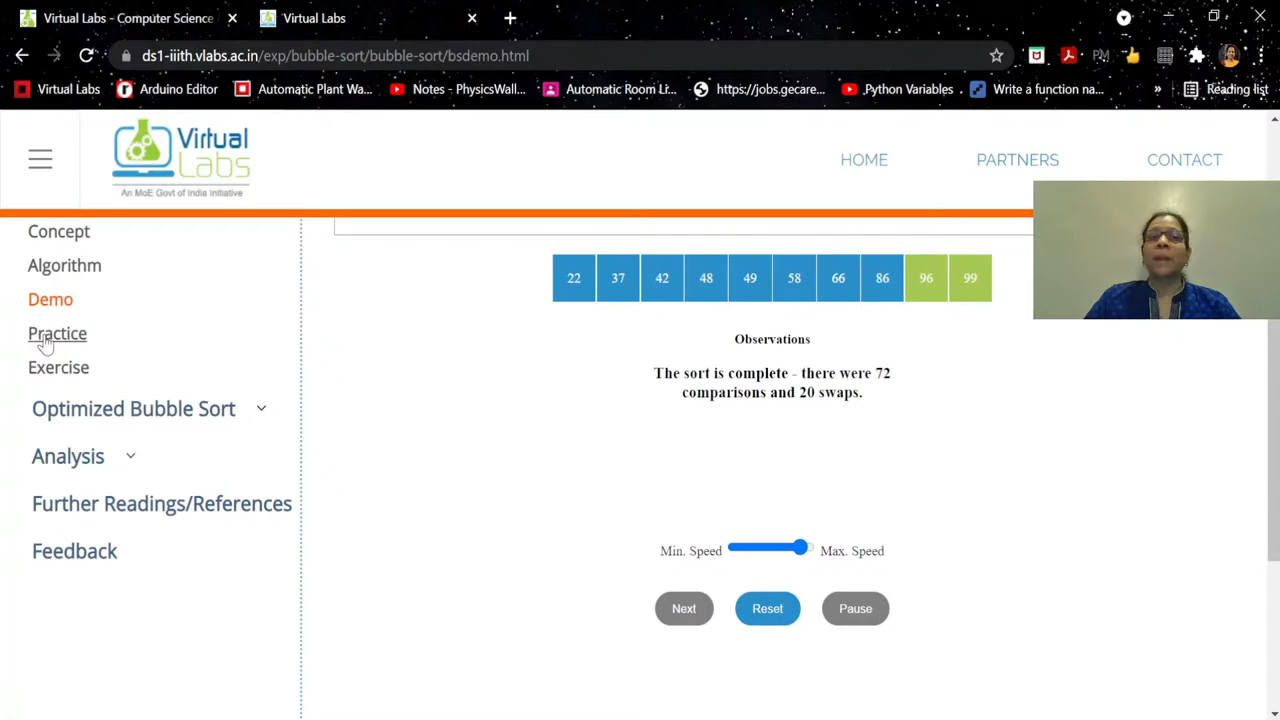 Virtual Labs - Computer Science
Virtual Labs
ds1-iiith.vlabs.ac.in/exp/bubble-sort/bubble-sort/bsdemo.html
PM
Virtual Labs
Arduino Editor
Automatic Plant Wa...
Notes - PhysicsWall...
Automatic Room Li...
https://jobs.gecare...
Python Variables
Write a function na...
»
Reading list
Virtual
Labs
An MoE Govt of India Initiative
HOME
PARTNERS
CONTACT
Concept
Algorithm
Demo
Practice
Exercise
Optimized Bubble Sort
Analysis
Further Readings/References
Feedback
22 37 42 48 49 58 66 86 96 99
Observations
The sort is complete - there were 72
comparisons and 20 swaps.
Min. Speed
Max. Speed
Next
Reset
Pause